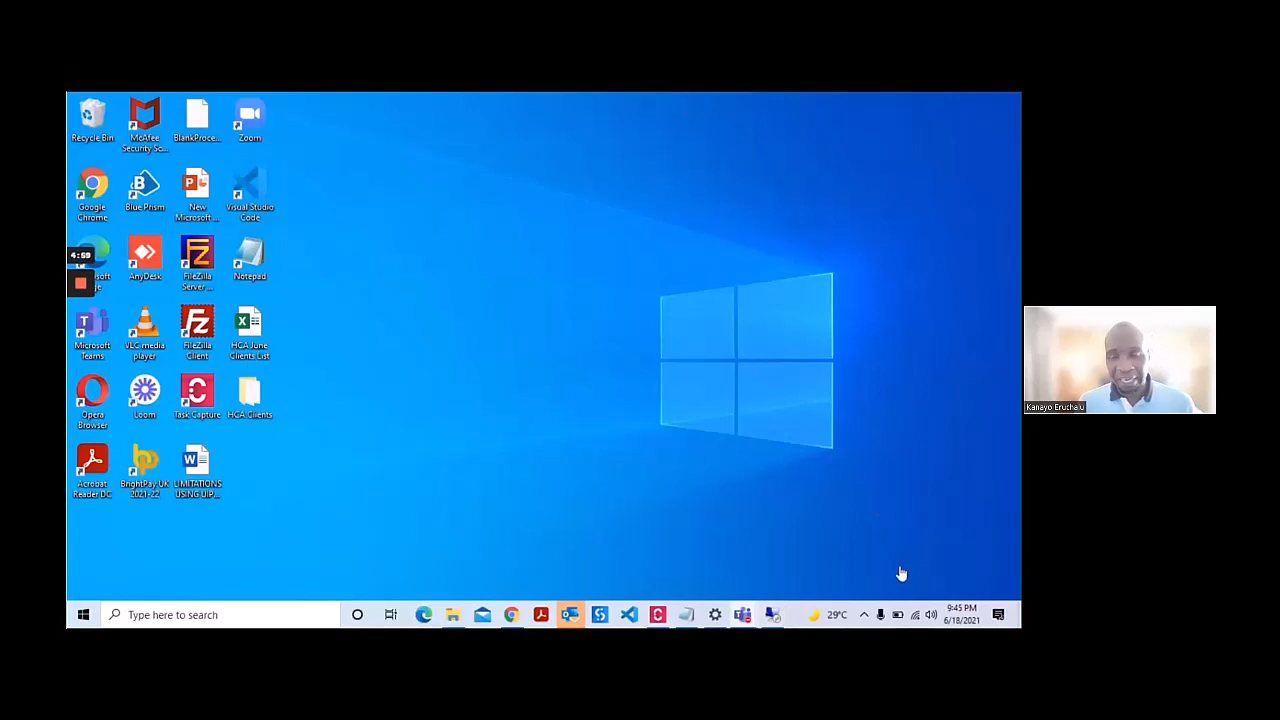 Recycle Bin
McAfee
Security Sc...
BlankProce...
Zoom
Google
Chrome
Blue Prism
New
Microsoft ...
Visual Studio
Code
4:59
AnyDesk
FileZilla
Server ...
Notepad
Microsoft
Teams
VLC media
player
FileZilla
Client
HCA June
Clients List
Opera
Browser
Loom
Task Capture
HCA Clients
Acrobat
Reader DC
BrightPay UK
2021-22
LIMITATIONS
USING UIP...
Kanayo Eruchalu
Type here to search
29°C
9:45 PM
6/18/2021